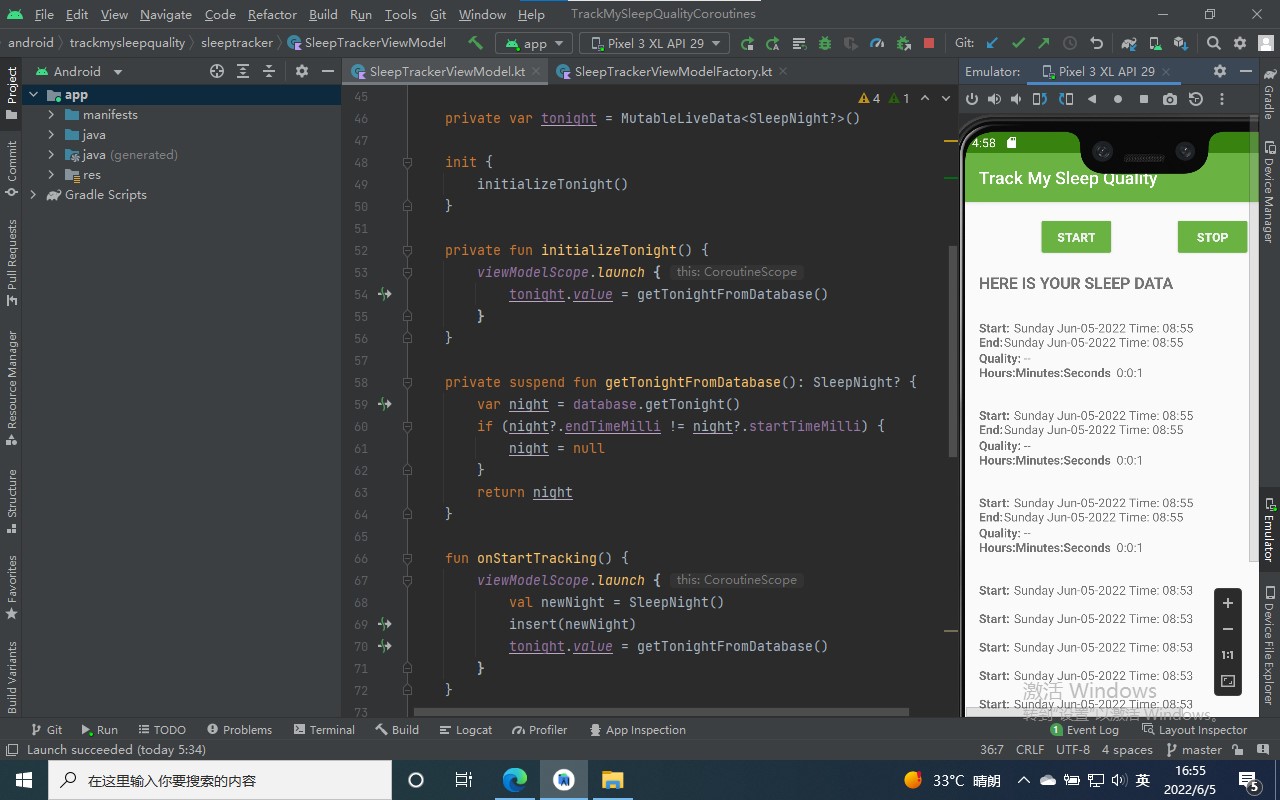 File Edit View Navigate Code Refactor Build Run Tools Git Window Help TrackMySleepQualityCoroutines
android trackmysleepquality sleeptracker SleepTrackerViewModel app Pixel 3 XL API 29 Git:
Project
Commit
Pull Requests
Resource Manager
Structure
Favorites
Build Variants
Android
app
manifests
java
java (generated)
res
Gradle Scripts
SleepTrackerViewModel.kt SleepTrackerViewModelFactory.kt
4 1
45
46 private var tonight = MutableLiveData<SleepNight?>()
47
48 init {
49 initializeTonight()
50 }
51
52 private fun initializeTonight() {
53 viewModelScope.launch { this: CoroutineScope
54 tonight.value = getTonightFromDatabase()
55 }
56 }
57
58 private suspend fun getTonightFromDatabase(): SleepNight? {
59 var night = database.getTonight()
60 if (night?.endTimeMilli != night?.startTimeMilli) {
61 night = null
62 }
63 return night
64 }
65
66 fun onStartTracking() {
67 viewModelScope.launch { this: CoroutineScope
68 val newNight = SleepNight()
69 insert(newNight)
70 tonight.value = getTonightFromDatabase()
71 }
72 }
73
Emulator: Pixel 3 XL API 29
4:58
Track My Sleep Quality
START STOP
HERE IS YOUR SLEEP DATA
Start: Sunday Jun-05-2022 Time: 08:55
End:Sunday Jun-05-2022 Time: 08:55
Quality: --
Hours:Minutes:Seconds 0:0:1
Start: Sunday Jun-05-2022 Time: 08:55
End:Sunday Jun-05-2022 Time: 08:55
Quality: --
Hours:Minutes:Seconds 0:0:1
Start: Sunday Jun-05-2022 Time: 08:55
End:Sunday Jun-05-2022 Time: 08:55
Quality: --
Hours:Minutes:Seconds 0:0:1
Start: Sunday Jun-05-2022 Time: 08:53
Start: Sunday Jun-05-2022 Time: 08:53
Start: Sunday Jun-05-2022 Time: 08:53
Start: Sunday Jun-05-2022 Time: 08:53
Start: Sunday Jun-05-2022 Time: 08:53
1:1
激活 Windows
转到"设置"以激活 Windows。
Gradle
Device Manager
Emulator
Device File Explorer
Git Run TODO Problems Terminal Build Logcat Profiler App Inspection 1 Event Log Layout Inspector
Launch succeeded (today 5:34) 36:7 CRLF UTF-8 4 spaces master
在这里输入你要搜索的内容 33°C 晴朗 英 16:55
2022/6/5 5